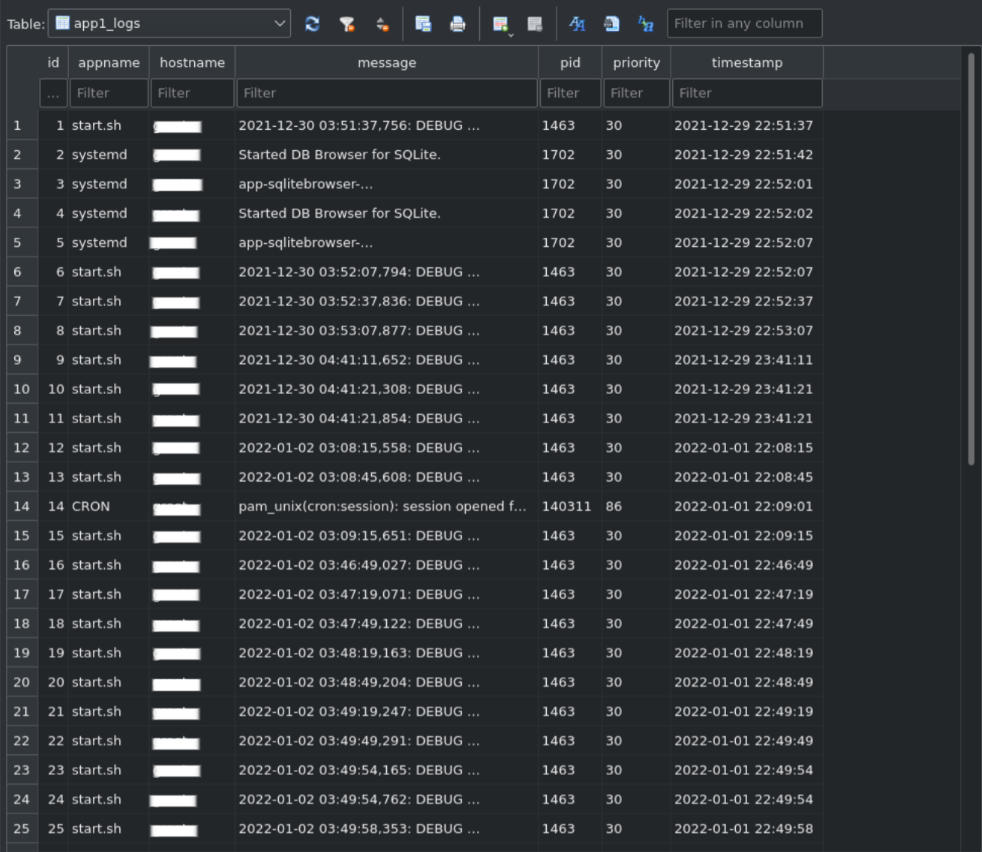 Table: app1_logs Filter in any column
id appname hostname message pid priority timestamp
... Filter Filter Filter Filter Filter Filter
1 1 start.sh 2021-12-30 03:51:37,756: DEBUG ... 1463 30 2021-12-29 22:51:37
2 2 systemd Started DB Browser for SQLite. 1702 30 2021-12-29 22:51:42
3 3 systemd app-sqlitebrowser-... 1702 30 2021-12-29 22:52:01
4 4 systemd Started DB Browser for SQLite. 1702 30 2021-12-29 22:52:02
5 5 systemd app-sqlitebrowser-... 1702 30 2021-12-29 22:52:07
6 6 start.sh 2021-12-30 03:52:07,794: DEBUG ... 1463 30 2021-12-29 22:52:07
7 7 start.sh 2021-12-30 03:52:37,836: DEBUG ... 1463 30 2021-12-29 22:52:37
8 8 start.sh 2021-12-30 03:53:07,877: DEBUG ... 1463 30 2021-12-29 22:53:07
9 9 start.sh 2021-12-30 04:41:11,652: DEBUG ... 1463 30 2021-12-29 23:41:11
10 10 start.sh 2021-12-30 04:41:21,308: DEBUG ... 1463 30 2021-12-29 23:41:21
11 11 start.sh 2021-12-30 04:41:21,854: DEBUG ... 1463 30 2021-12-29 23:41:21
12 12 start.sh 2022-01-02 03:08:15,558: DEBUG ... 1463 30 2022-01-01 22:08:15
13 13 start.sh 2022-01-02 03:08:45,608: DEBUG ... 1463 30 2022-01-01 22:08:45
14 14 CRON pam_unix(cron:session): session opened f... 140311 86 2022-01-01 22:09:01
15 15 start.sh 2022-01-02 03:09:15,651: DEBUG ... 1463 30 2022-01-01 22:09:15
16 16 start.sh 2022-01-02 03:46:49,027: DEBUG ... 1463 30 2022-01-01 22:46:49
17 17 start.sh 2022-01-02 03:47:19,071: DEBUG ... 1463 30 2022-01-01 22:47:19
18 18 start.sh 2022-01-02 03:47:49,122: DEBUG ... 1463 30 2022-01-01 22:47:49
19 19 start.sh 2022-01-02 03:48:19,163: DEBUG ... 1463 30 2022-01-01 22:48:19
20 20 start.sh 2022-01-02 03:48:49,204: DEBUG ... 1463 30 2022-01-01 22:48:49
21 21 start.sh 2022-01-02 03:49:19,247: DEBUG ... 1463 30 2022-01-01 22:49:19
22 22 start.sh 2022-01-02 03:49:49,291: DEBUG ... 1463 30 2022-01-01 22:49:49
23 23 start.sh 2022-01-02 03:49:54,165: DEBUG ... 1463 30 2022-01-01 22:49:54
24 24 start.sh 2022-01-02 03:49:54,762: DEBUG ... 1463 30 2022-01-01 22:49:54
25 25 start.sh 2022-01-02 03:49:58,353: DEBUG ... 1463 30 2022-01-01 22:49:58